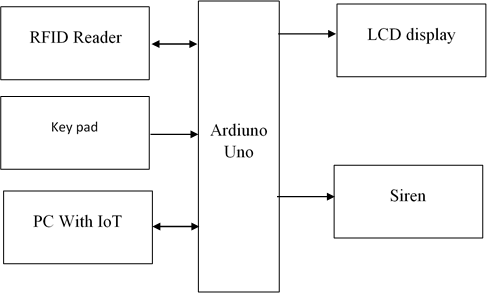 RFID Reader
LCD display
Key pad
Ardiuno
Uno
PC With IoT
Siren